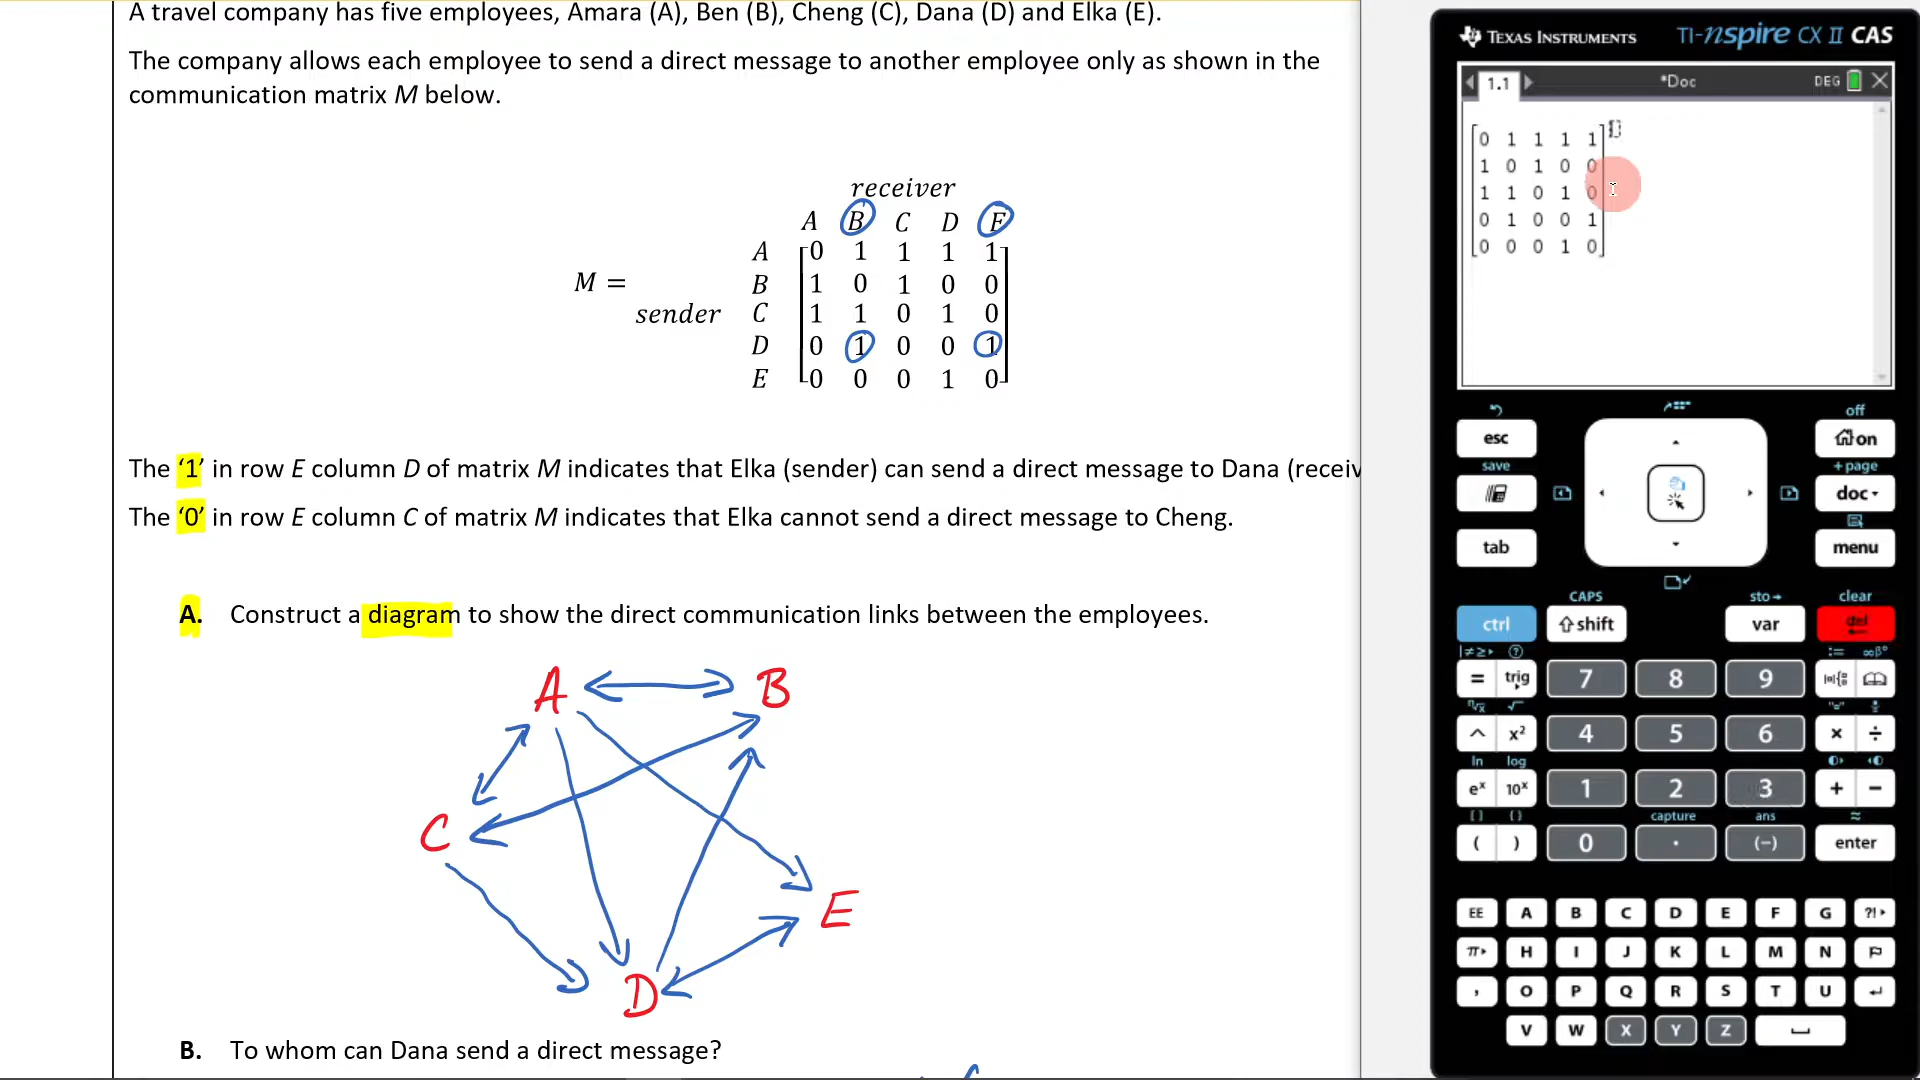 A travel company has five employees, Amara (A), Ben (B), Cheng (C), Dana (D) and Elka (E).
The company allows each employee to send a direct message to another employee only as shown in the
communication matrix M below.
receiver
A B C D E
A 0 1 1 1 1
M = B 1 0 1 0 0
sender C 1 1 0 1 0
D 0 1 0 0 1
E 0 0 0 1 0
The ‘1’ in row E column D of matrix M indicates that Elka (sender) can send a direct message to Dana (receiv
The ‘0’ in row E column C of matrix M indicates that Elka cannot send a direct message to Cheng.
A. Construct a diagram to show the direct communication links between the employees.
A B
C
E
D
B. To whom can Dana send a direct message?
TEXAS INSTRUMENTS TI-nspire CX II CAS
1.1 *Doc DEG
0 1 1 1 1
1 0 1 0 0
1 1 0 1 0
0 1 0 0 1
0 0 0 1 0
off
esc on
save +page
doc
tab menu
CAPS sto→ clear
ctrl shift var del
|≠≥▸ ? := ∞β°
= trig 7 8 9
ⁿ√x √
^ x² 4 5 6 × ÷
ln log
eˣ 10ˣ 1 2 3 + −
[ ] { } capture ans ≈
( ) 0 . (−) enter
EE A B C D E F G ?!▸
π▸ H I J K L M N
, O P Q R S T U ↵
V W X Y Z